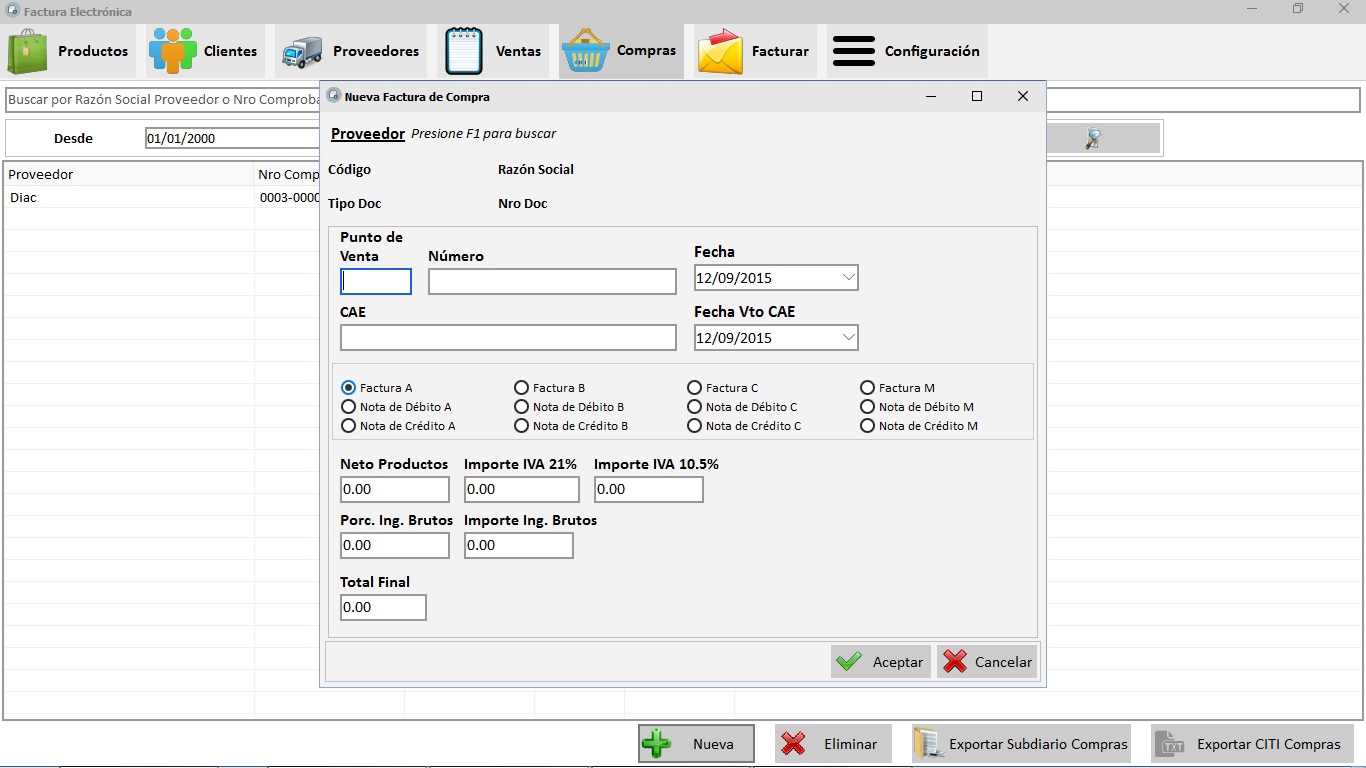 Factura Electrónica
Productos
Clientes
Proveedores
Ventas
Compras
Facturar
Configuración
Buscar por Razón Social Proveedor o Nro Comproba
Desde
01/01/2000
Proveedor
Nro Comp
Diac
0003-0000
Nueva Factura de Compra
Proveedor Presione F1 para buscar
Código
Razón Social
Tipo Doc
Nro Doc
Punto de
Venta
Número
Fecha
12/09/2015
CAE
Fecha Vto CAE
12/09/2015
Factura A
Factura B
Factura C
Factura M
Nota de Débito A
Nota de Débito B
Nota de Débito C
Nota de Débito M
Nota de Crédito A
Nota de Crédito B
Nota de Crédito C
Nota de Crédito M
Neto Productos
Importe IVA 21%
Importe IVA 10.5%
0.00
0.00
0.00
Porc. Ing. Brutos
Importe Ing. Brutos
0.00
0.00
Total Final
0.00
Aceptar
Cancelar
Nueva
Eliminar
Exportar Subdiario Compras
TXT
Exportar CITI Compras